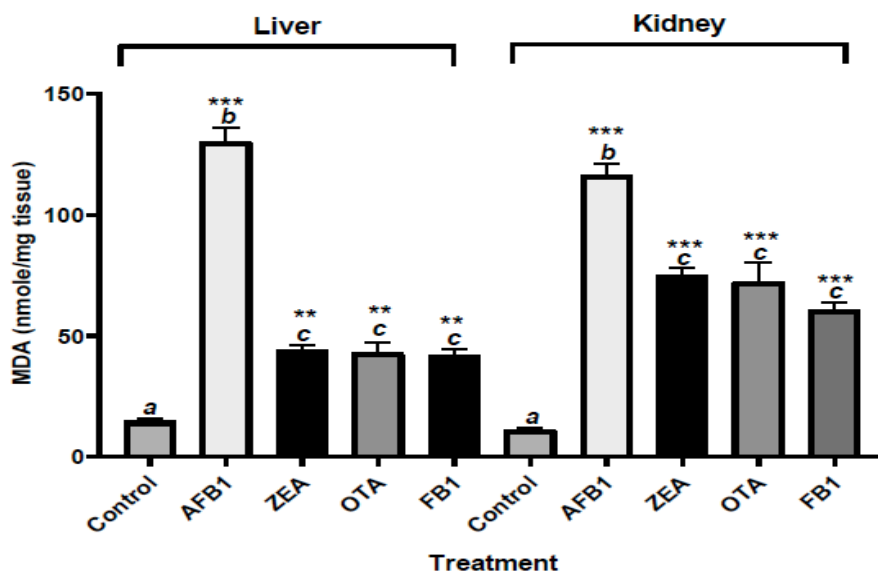 Liver Kidney
MDA (nmole/mg tissue)
150
100
50
0
a
***
b
**
c
**
c
**
c
a
***
b
***
c
***
c
***
c
Control AFB1 ZEA OTA FB1 Control AFB1 ZEA OTA FB1
Treatment